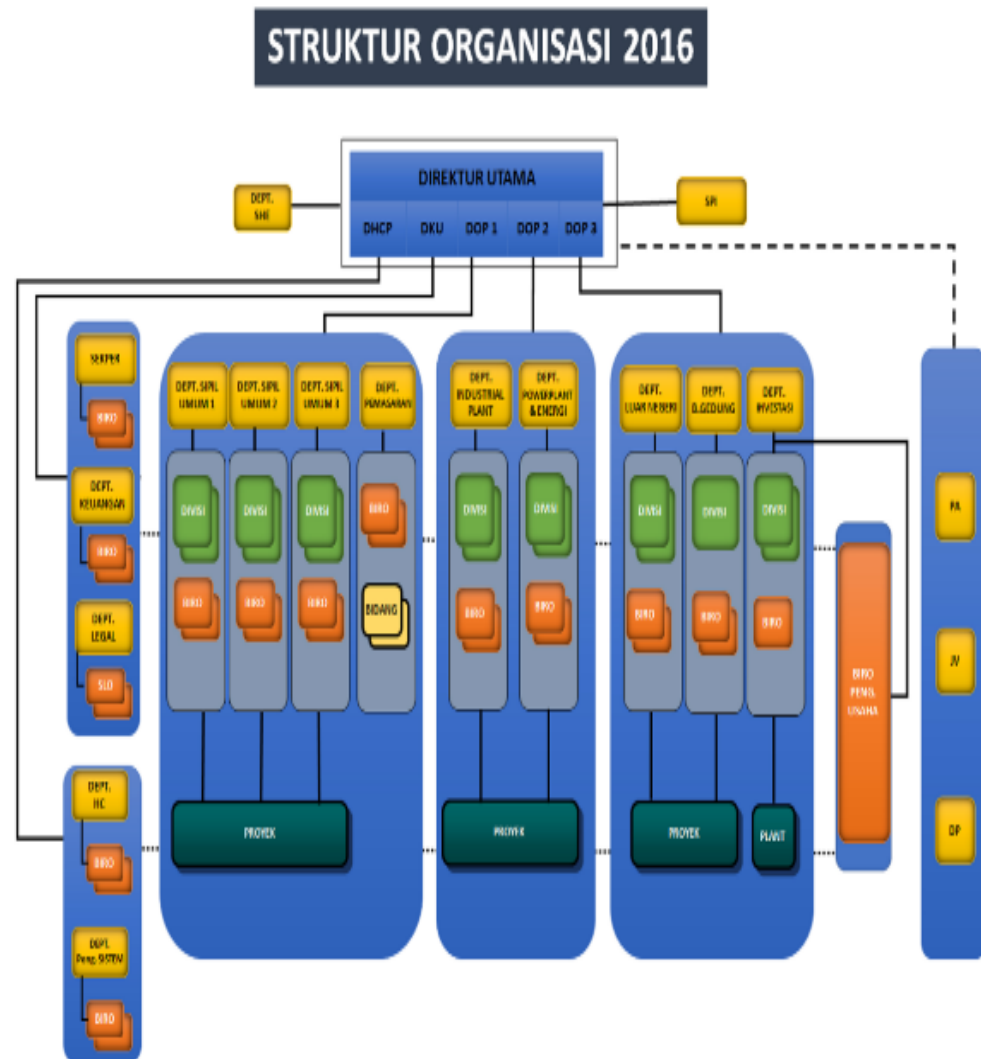 STRUKTUR ORGANISASI 2016
DIREKTUR UTAMA
DHCP DKU DOP 1 DOP 2 DOP 3
DEPT.
SHE
SPI
SEKPER
BIRO
DEPT.
KEUANGAN
BIRO
DEPT.
LEGAL
SLO
DEPT.
HC
BIRO
DEPT.
Peng. SISTEM
BIRO
DEPT. SIPIL
UMUM 1
DEPT. SIPIL
UMUM 2
DEPT. SIPIL
UMUM 3
DEPT.
PEMASARAN
DIVISI
DIVISI
DIVISI
BIRO
BIRO
BIRO
BIRO
BIDANG
PROYEK
DEPT.
INDUSTRIAL
PLANT
DEPT.
POWERPLANT
& ENERGI
DIVISI
DIVISI
BIRO
BIRO
PROYEK
DEPT.
LUAR NEGERI
DEPT.
D.GEDUNG
DEPT.
INVESTASI
DIVISI
DIVISI
DIVISI
BIRO
BIRO
BIRO
PROYEK
PLANT
BIRO
PENG.
USAHA
PA
JV
DP